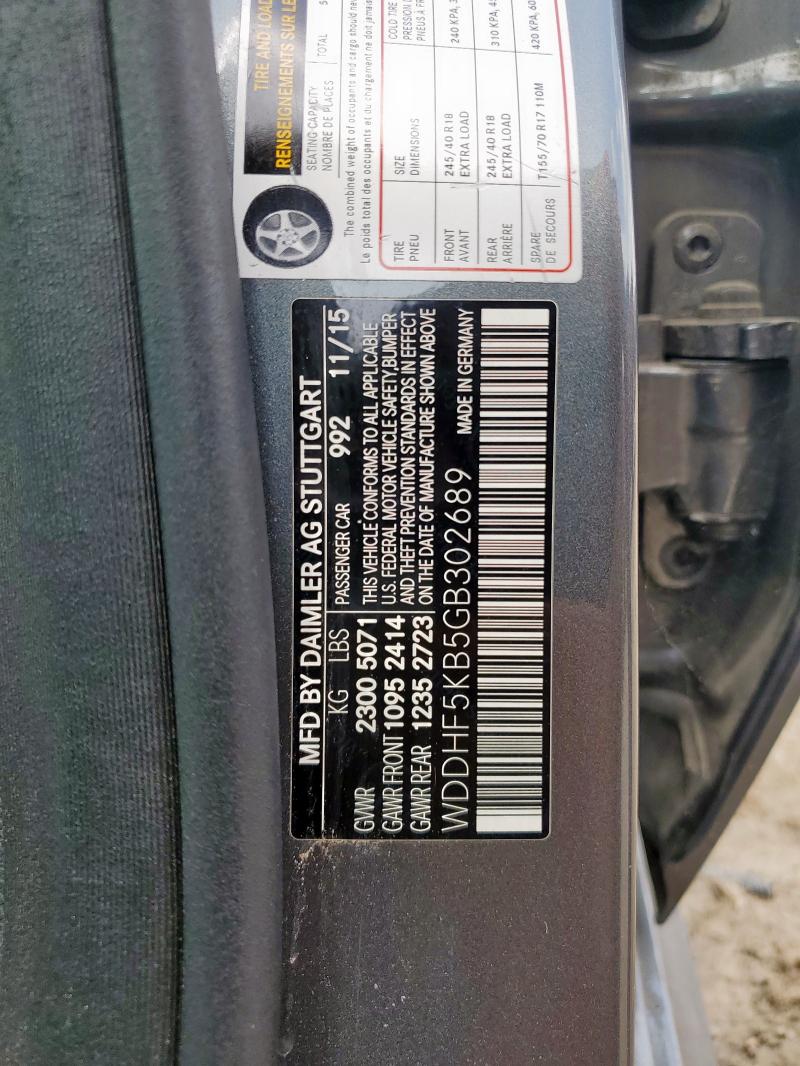 TIRE AND LOAD
RENSEIGNEMENTS SUR LE
SEATING CAPACITY
NOMBRE DE PLACES
TOTAL 5
The combined weight of occupants and cargo should never
Le poids total des occupants et du chargement ne doit jamais
TIRE
PNEU
SIZE
DIMENSIONS
COLD TIRE
PRESSION D
PNEUS À FR
FRONT
AVANT
245/40 R18
EXTRA LOAD
240 KPA, 3
REAR
ARRIÈRE
245/40 R18
EXTRA LOAD
310 KPA, 45
SPARE
DE SECOURS
T155/70 R17 110M
420 KPA, 60
MFD BY DAIMLER AG STUTTGART
KG LBS PASSENGER CAR 992 11/15
GVWR 2300 5071
GAWR FRONT 1095 2414
GAWR REAR 1235 2723
THIS VEHICLE CONFORMS TO ALL APPLICABLE
U.S. FEDERAL MOTOR VEHICLE SAFETY,BUMPER
AND THEFT PREVENTION STANDARDS IN EFFECT
ON THE DATE OF MANUFACTURE SHOWN ABOVE
WDDHF5KB5GB302689 MADE IN GERMANY